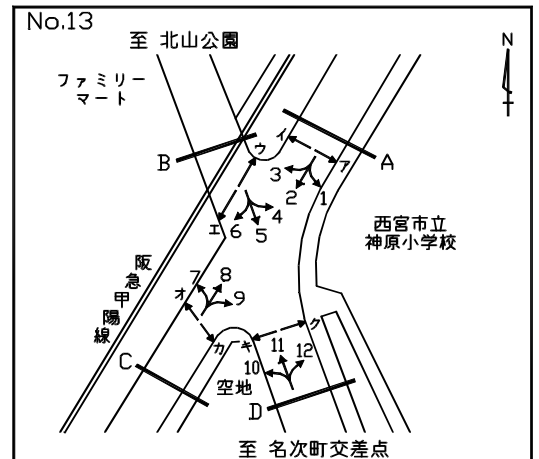 No.13
至 北山公園
N
ファミリー
マート
A
B
ア
イ
ウ
エ
1
2
3
4
5
6
西宮市立
神原小学校
阪急甲陽線
7
8
9
オ
カ
キ
ク
10
11
12
C
D
空地
至 名次町交差点